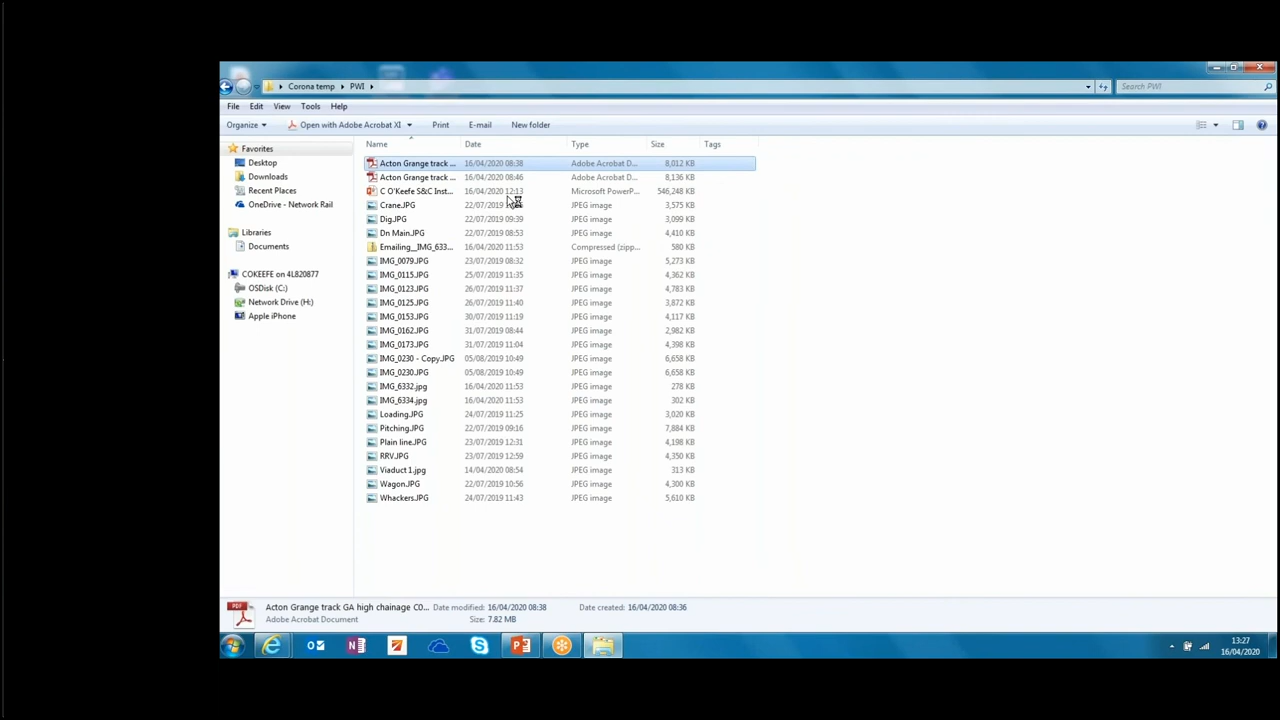 Corona temp PWI
Search PWI
File Edit View Tools Help
Organize Open with Adobe Acrobat XI Print E-mail New folder
Favorites
Desktop
Downloads
Recent Places
OneDrive - Network Rail
Libraries
Documents
COKEEFE on 4L820877
OSDisk (C:)
Network Drive (H:)
Apple iPhone
Name Date Type Size Tags
Acton Grange track ... 16/04/2020 08:38 Adobe Acrobat D... 8,012 KB
Acton Grange track ... 16/04/2020 08:46 Adobe Acrobat D... 8,136 KB
C O'Keefe S&C Inst... 16/04/2020 12:13 Microsoft PowerP... 546,248 KB
Crane.JPG 22/07/2019 JPEG image 3,575 KB
Dig.JPG 22/07/2019 09:39 JPEG image 3,099 KB
Dn Main.JPG 22/07/2019 08:53 JPEG image 4,410 KB
Emailing__IMG_633... 16/04/2020 11:53 Compressed (zipp... 580 KB
IMG_0079.JPG 23/07/2019 08:32 JPEG image 5,273 KB
IMG_0115.JPG 25/07/2019 11:35 JPEG image 4,362 KB
IMG_0123.JPG 26/07/2019 11:37 JPEG image 4,783 KB
IMG_0125.JPG 26/07/2019 11:40 JPEG image 3,872 KB
IMG_0153.JPG 30/07/2019 11:19 JPEG image 4,117 KB
IMG_0162.JPG 31/07/2019 08:44 JPEG image 2,982 KB
IMG_0173.JPG 31/07/2019 11:04 JPEG image 4,398 KB
IMG_0230 - Copy.JPG 05/08/2019 10:49 JPEG image 6,658 KB
IMG_0230.JPG 05/08/2019 10:49 JPEG image 6,658 KB
IMG_6332.jpg 16/04/2020 11:53 JPEG image 278 KB
IMG_6334.jpg 16/04/2020 11:53 JPEG image 302 KB
Loading.JPG 24/07/2019 11:25 JPEG image 3,020 KB
Pitching.JPG 22/07/2019 09:16 JPEG image 7,884 KB
Plain line.JPG 23/07/2019 12:31 JPEG image 4,198 KB
RRV.JPG 23/07/2019 12:59 JPEG image 4,350 KB
Viaduct 1.jpg 14/04/2020 08:54 JPEG image 313 KB
Wagon.JPG 22/07/2019 10:56 JPEG image 4,300 KB
Whackers.JPG 24/07/2019 11:43 JPEG image 5,610 KB
Acton Grange track GA high chainage C0... Date modified: 16/04/2020 08:38 Date created: 16/04/2020 08:36
Adobe Acrobat Document Size: 7.82 MB
13:27
16/04/2020